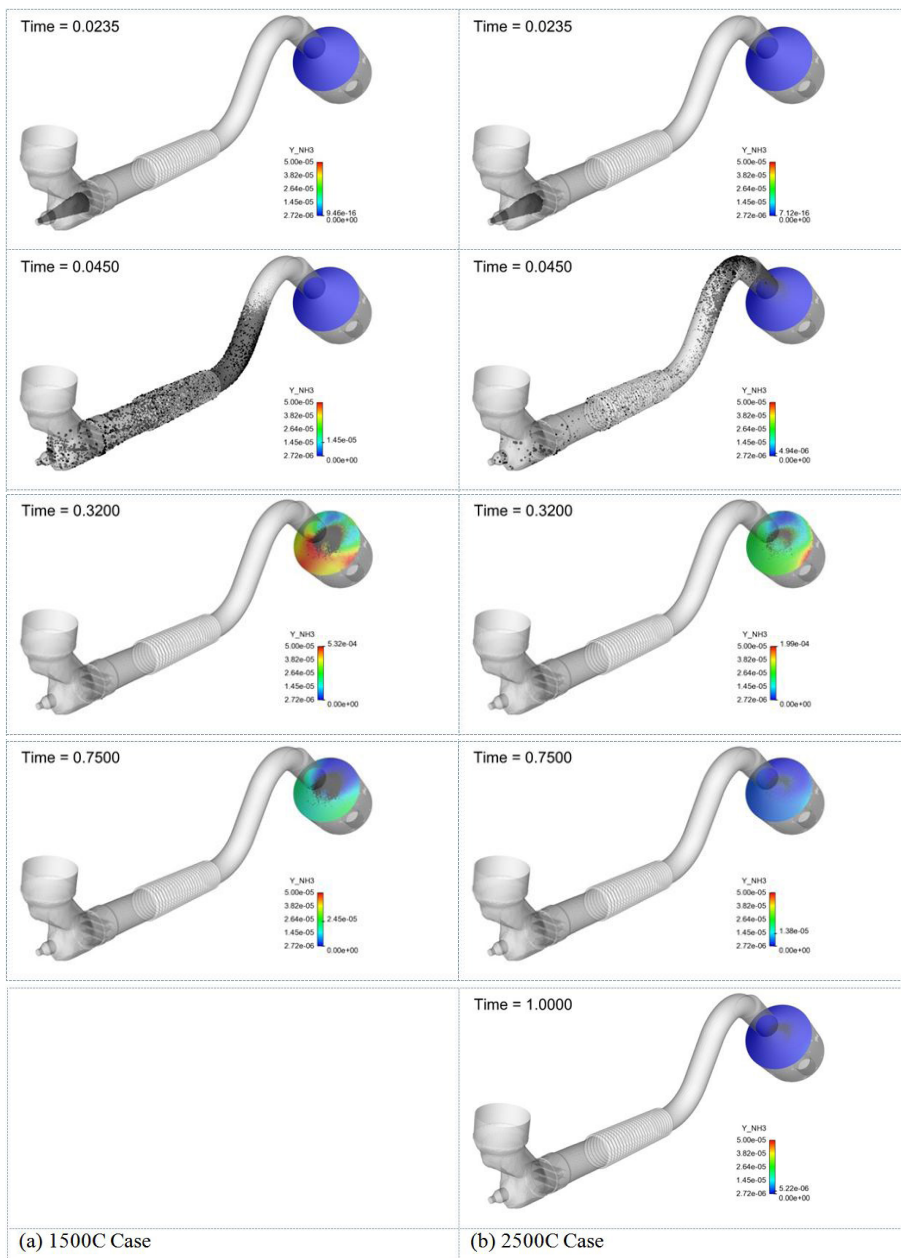 Time = 0.0235
Y_NH3
5.00e-05
3.82e-05
2.64e-05
1.45e-05
2.72e-06
9.46e-16
0.00e+00
Time = 0.0235
Y_NH3
5.00e-05
3.82e-05
2.64e-05
1.45e-05
2.72e-06
7.12e-16
0.00e+00
Time = 0.0450
Y_NH3
5.00e-05
3.82e-05
2.64e-05
1.45e-05
1.45e-05
2.72e-06
0.00e+00
Time = 0.0450
Y_NH3
5.00e-05
3.82e-05
2.64e-05
1.45e-05
2.72e-06
4.94e-06
0.00e+00
Time = 0.3200
Y_NH3
5.00e-05
5.32e-04
3.82e-05
2.64e-05
1.45e-05
2.72e-06
0.00e+00
Time = 0.3200
Y_NH3
5.00e-05
1.99e-04
3.82e-05
2.64e-05
1.45e-05
2.72e-06
0.00e+00
Time = 0.7500
Y_NH3
5.00e-05
3.82e-05
2.64e-05
2.45e-05
1.45e-05
2.72e-06
0.00e+00
Time = 0.7500
Y_NH3
5.00e-05
3.82e-05
2.64e-05
1.45e-05
1.38e-05
2.72e-06
0.00e+00
Time = 1.0000
Y_NH3
5.00e-05
3.82e-05
2.64e-05
1.45e-05
2.72e-06
5.22e-06
0.00e+00
(a) 1500C Case
(b) 2500C Case